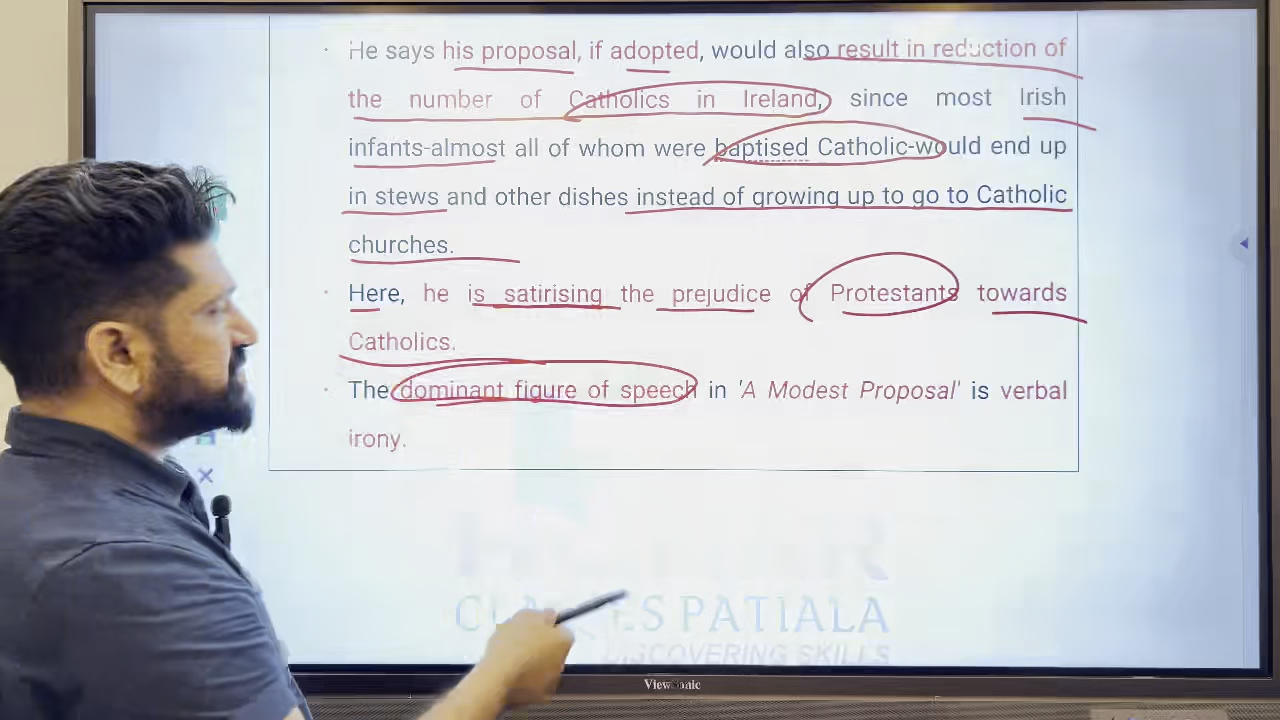 · He says his proposal, if adopted, would also result in reduction of
the number of Catholics in Ireland, since most Irish
infants-almost all of whom were baptised Catholic-would end up
in stews and other dishes instead of growing up to go to Catholic
churches.
· Here, he is satirising the prejudice of Protestants towards
Catholics.
· The dominant figure of speech in 'A Modest Proposal' is verbal
irony.
PATIALA
DISCOVERING SKILLS
ViewSonic